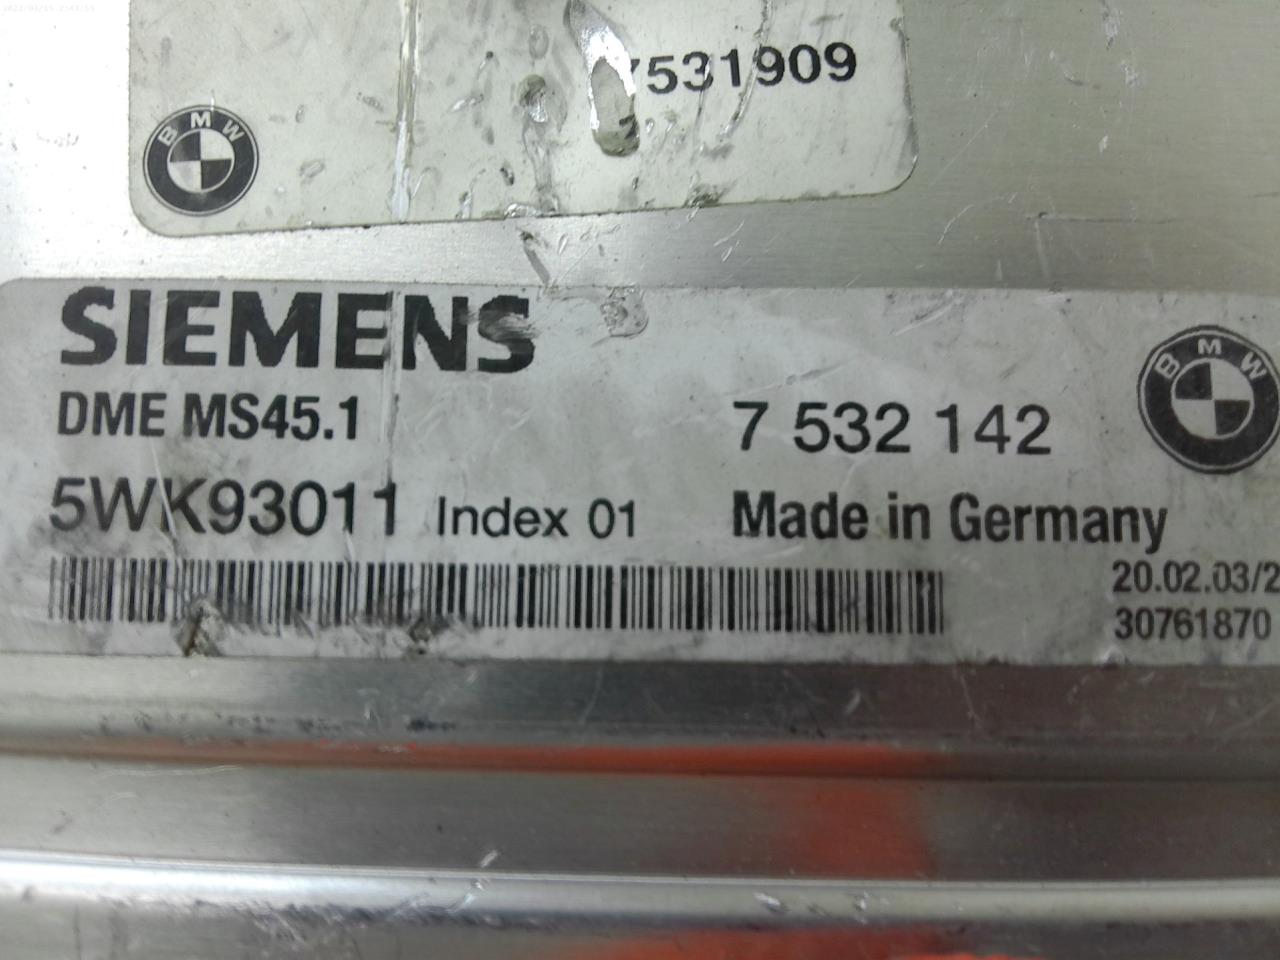 7531909
BMW
SIEMENS
BMW
DME MS45.1
7 532 142
5WK93011 Index 01
Made in Germany
20.02.03/2
30761870